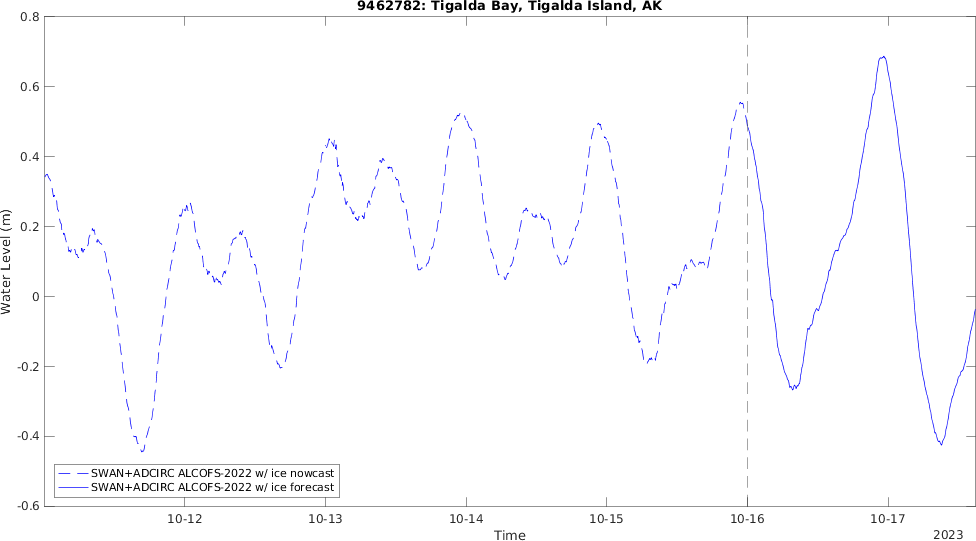 9462782: Tigalda Bay, Tigalda Island, AK
0.8
0.6
0.4
0.2
0
-0.2
-0.4
-0.6
Water Level (m)
SWAN+ADCIRC ALCOFS-2022 w/ ice nowcast
SWAN+ADCIRC ALCOFS-2022 w/ ice forecast
10-12 10-13 10-14 10-15 10-16 10-17
Time
2023